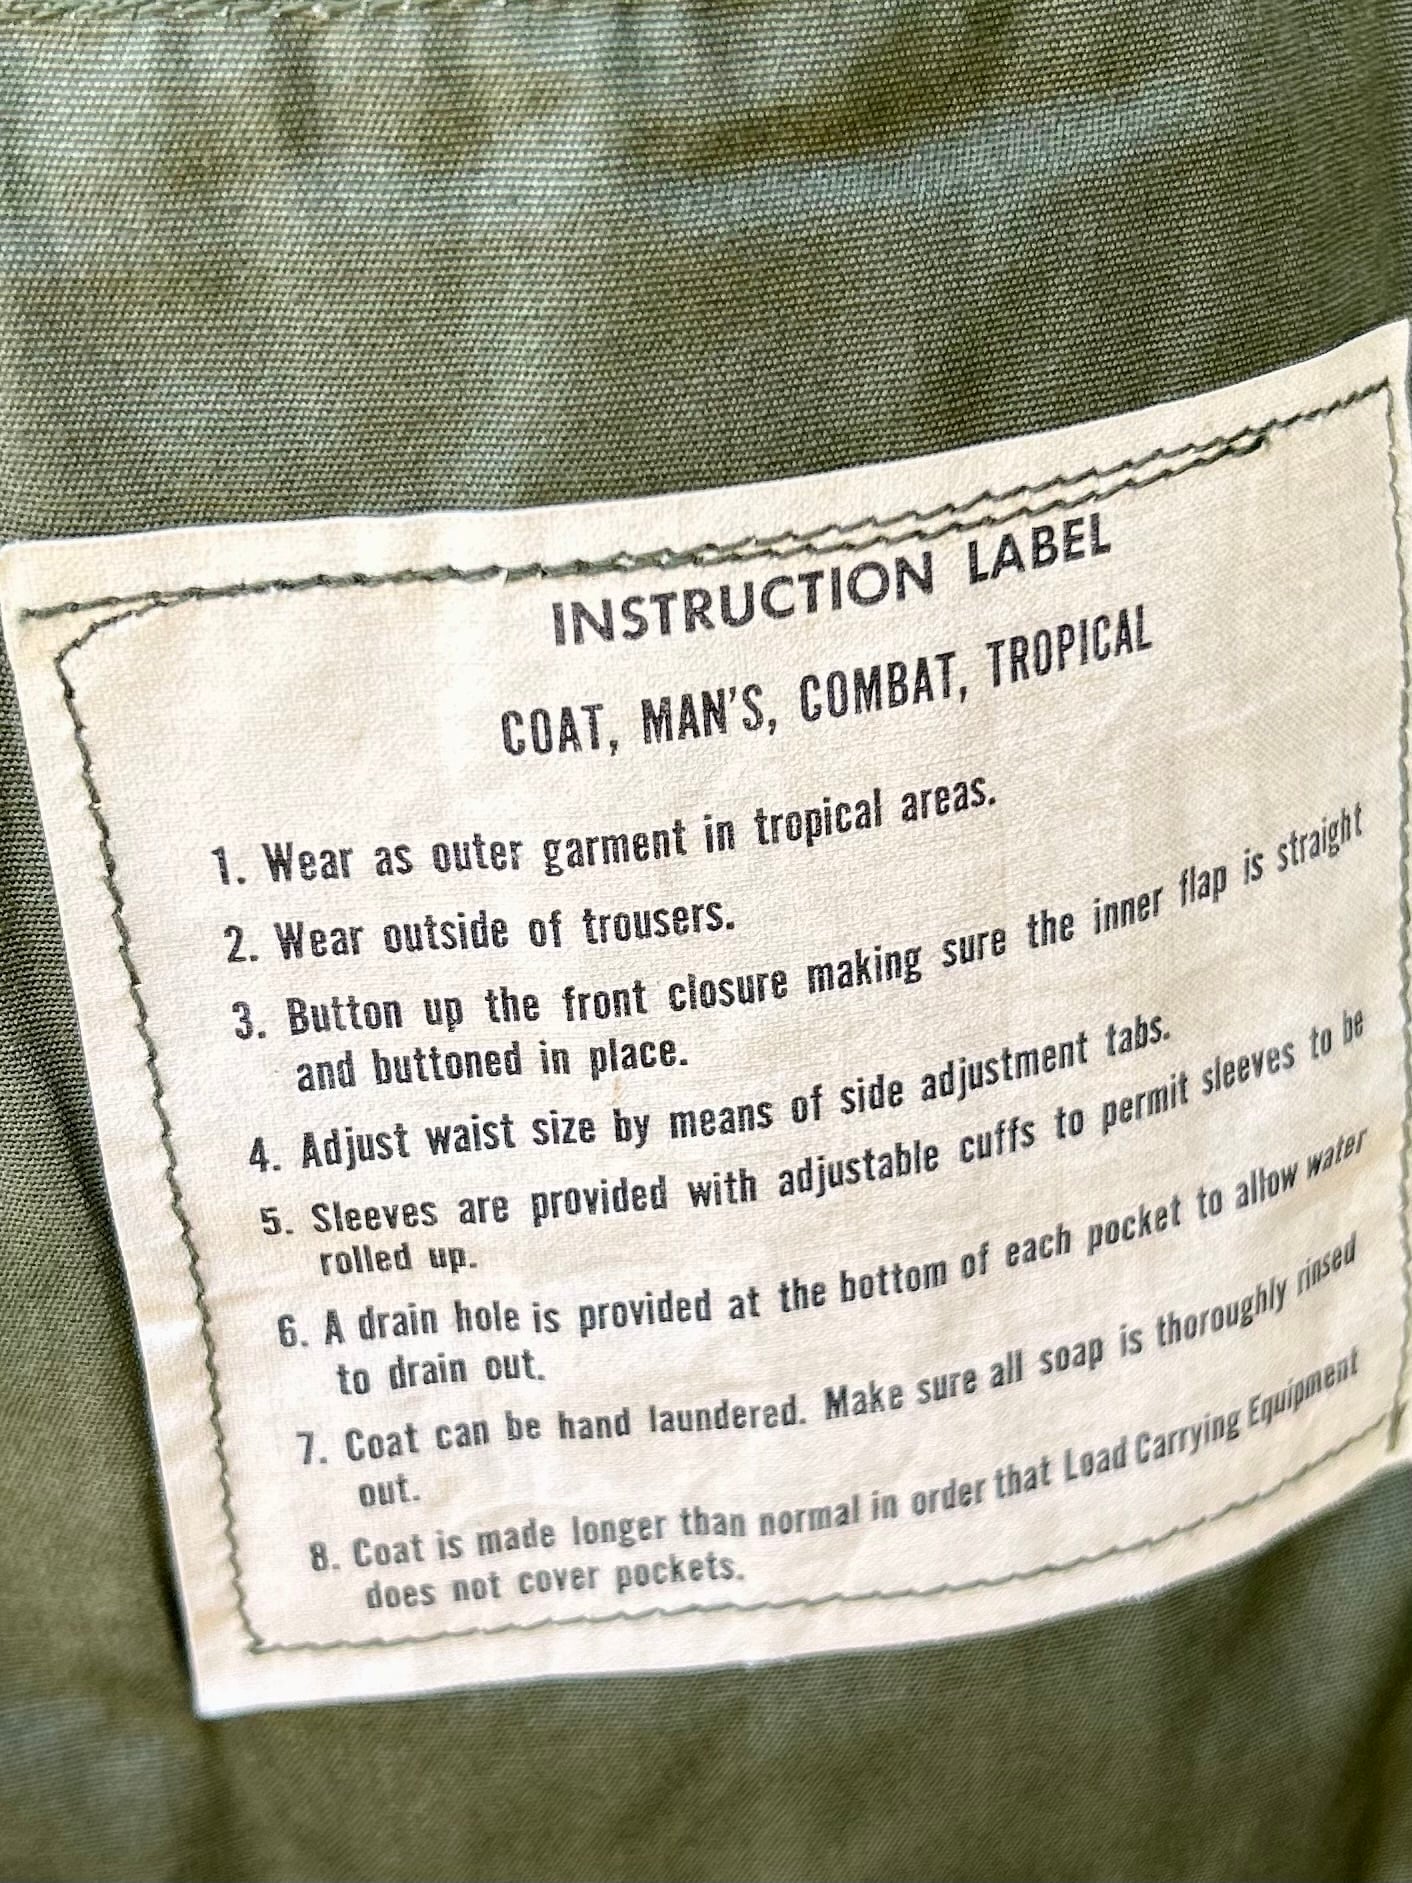 INSTRUCTION LABEL
COAT, MAN'S, COMBAT, TROPICAL
1. Wear as outer garment in tropical areas.
2. Wear outside of trousers.
3. Button up the front closure making sure the inner flap is straight
and buttoned in place.
4. Adjust waist size by means of side adjustment tabs.
5. Sleeves are provided with adjustable cuffs to permit sleeves to be
rolled up.
6. A drain hole is provided at the bottom of each pocket to allow water
to drain out.
7. Coat can be hand laundered. Make sure all soap is thoroughly rinsed
out.
8. Coat is made longer than normal in order that Load Carrying Equipment
does not cover pockets.